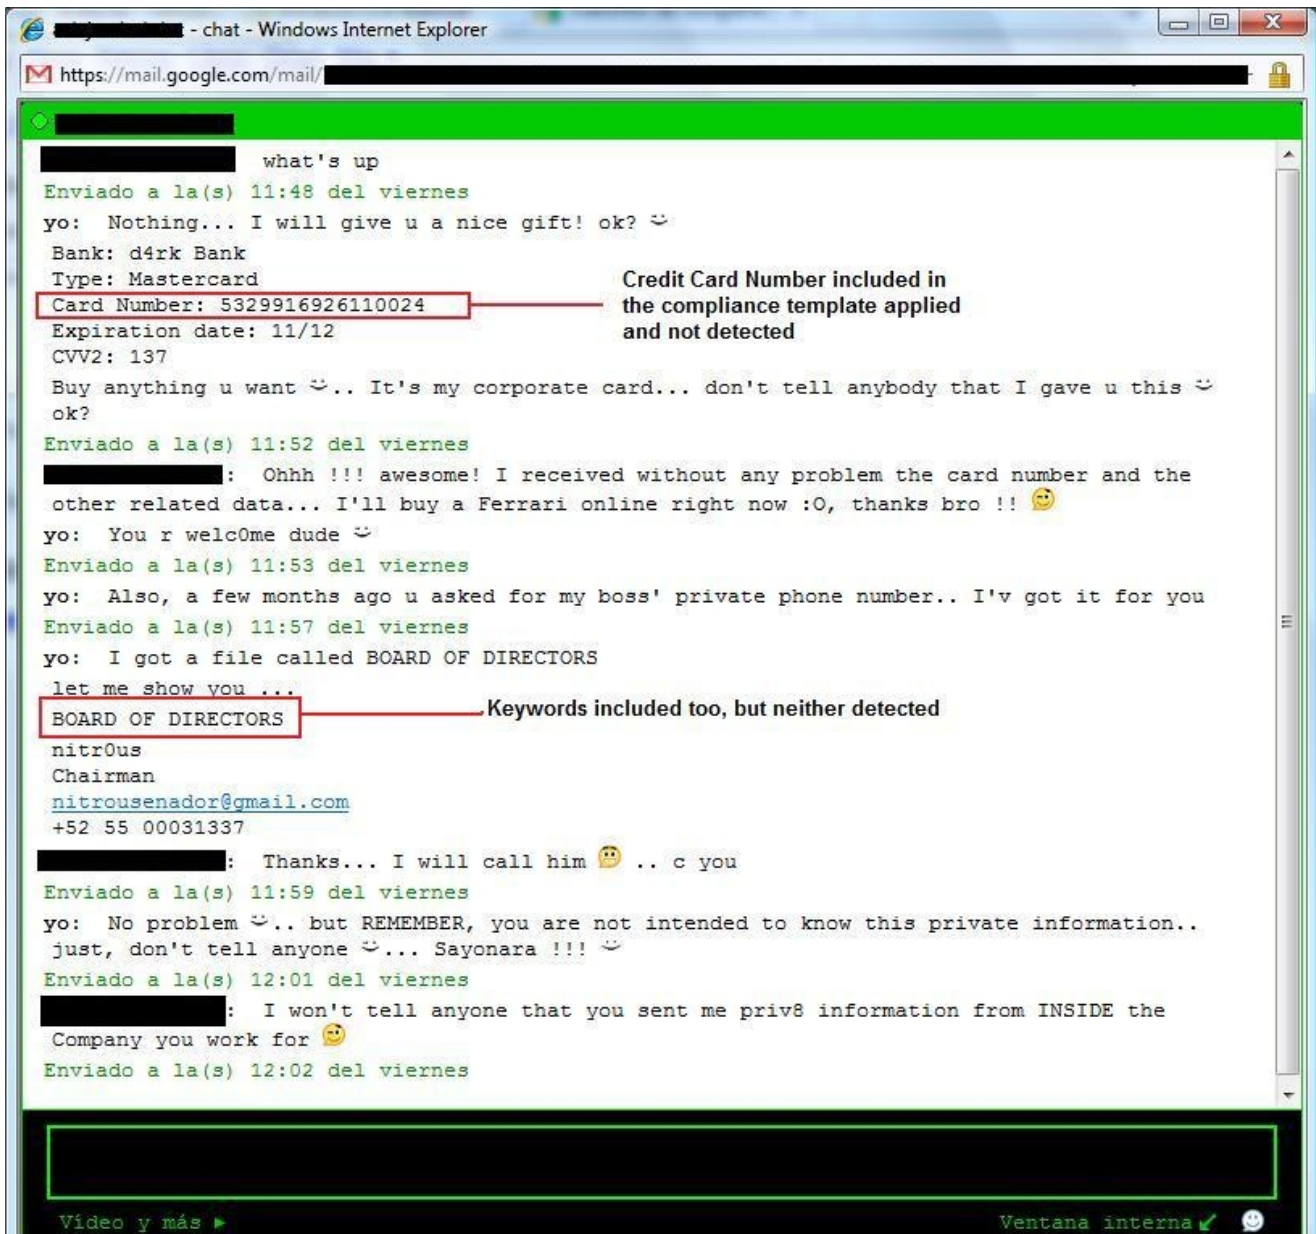 - chat - Windows Internet Explorer
https://mail.google.com/mail/
what's up
Enviado a la(s) 11:48 del viernes
yo: Nothing... I will give u a nice gift! ok?
Bank: d4rk Bank
Type: Mastercard
Credit Card Number included in
Card Number: 5329916926110024
the compliance template applied
Expiration date: 11/12
and not detected
CVV2: 137
Buy anything u want .. It's my corporate card... don't tell anybody that I gave u this
ok?
Enviado a la(s) 11:52 del viernes
: Ohhh !!! awesome! I received without any problem the card number and the
other related data... I'll buy a Ferrari online right now :O, thanks bro !!
yo: You r welc0me dude
Enviado a la(s) 11:53 del viernes
yo: Also, a few months ago u asked for my boss' private phone number.. I'v got it for you
Enviado a la(s) 11:57 del viernes
yo: I got a file called BOARD OF DIRECTORS
let me show you ...
BOARD OF DIRECTORS
Keywords included too, but neither detected
nitr0us
Chairman
nitrousenador@gmail.com
+52 55 00031337
: Thanks... I will call him .. c you
Enviado a la(s) 11:59 del viernes
yo: No problem .. but REMEMBER, you are not intended to know this private information..
just, don't tell anyone ... Sayonara !!!
Enviado a la(s) 12:01 del viernes
: I won't tell anyone that you sent me priv8 information from INSIDE the
Company you work for
Enviado a la(s) 12:02 del viernes
Vídeo y más
Ventana interna